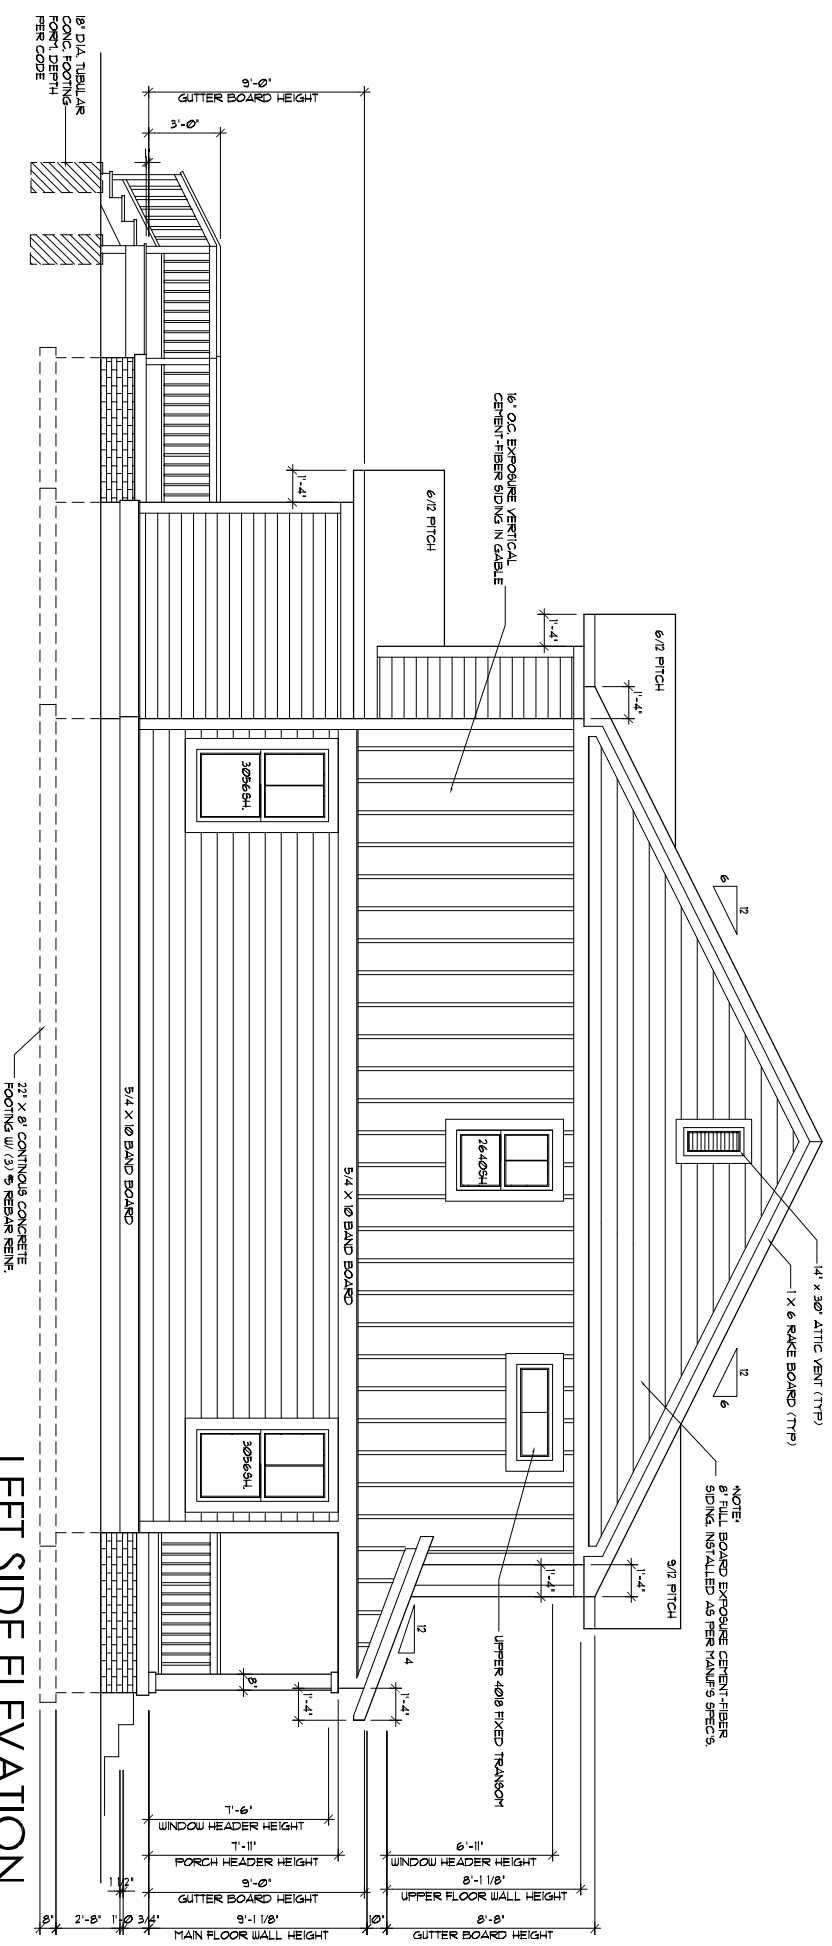 18" DIA. TUBULAR
CONC. FOOTING
FORM. DEPTH
PER CODE
9'-0"
GUTTER BOARD HEIGHT
3'-0"
1'-4"
6/12 PITCH
16" O.C. EXPOSURE VERTICAL
CEMENT-FIBER SIDING IN GABLE
1'-4"
6/12 PITCH
1'-4"
3056SH.
6
12
5/4 X 10 BAND BOARD
22" X 8" CONTINOUS CONCRETE
FOOTING W/ (3) #5 REBAR REINF.
5/4 X 10 BAND BOARD
2640SH
14" x 30" ATTIC VENT (TYP)
1 X 6 RAKE BOARD (TYP)
12
6
*NOTE*
8" FULL BOARD EXPOSURE CEMENT-FIBER
SIDING, INSTALLED AS PER MANUF'S SPEC'S.
3056SH.
9/12 PITCH
1'-4"
1'-4"
12
4
UPPER 4018 FIXED TRANSOM
8"
1'-4"
1'-4"
7'-6"
WINDOW HEADER HEIGHT
7'-11"
PORCH HEADER HEIGHT
9'-0"
GUTTER BOARD HEIGHT
9'-1 1/8"
MAIN FLOOR WALL HEIGHT
6'-11"
WINDOW HEADER HEIGHT
8'-1 1/8"
UPPER FLOOR WALL HEIGHT
8'-8"
GUTTER BOARD HEIGHT
10"
1 1/2"
8"
2'-8"
1'-0 3/4"
LEFT SIDE ELEVATION